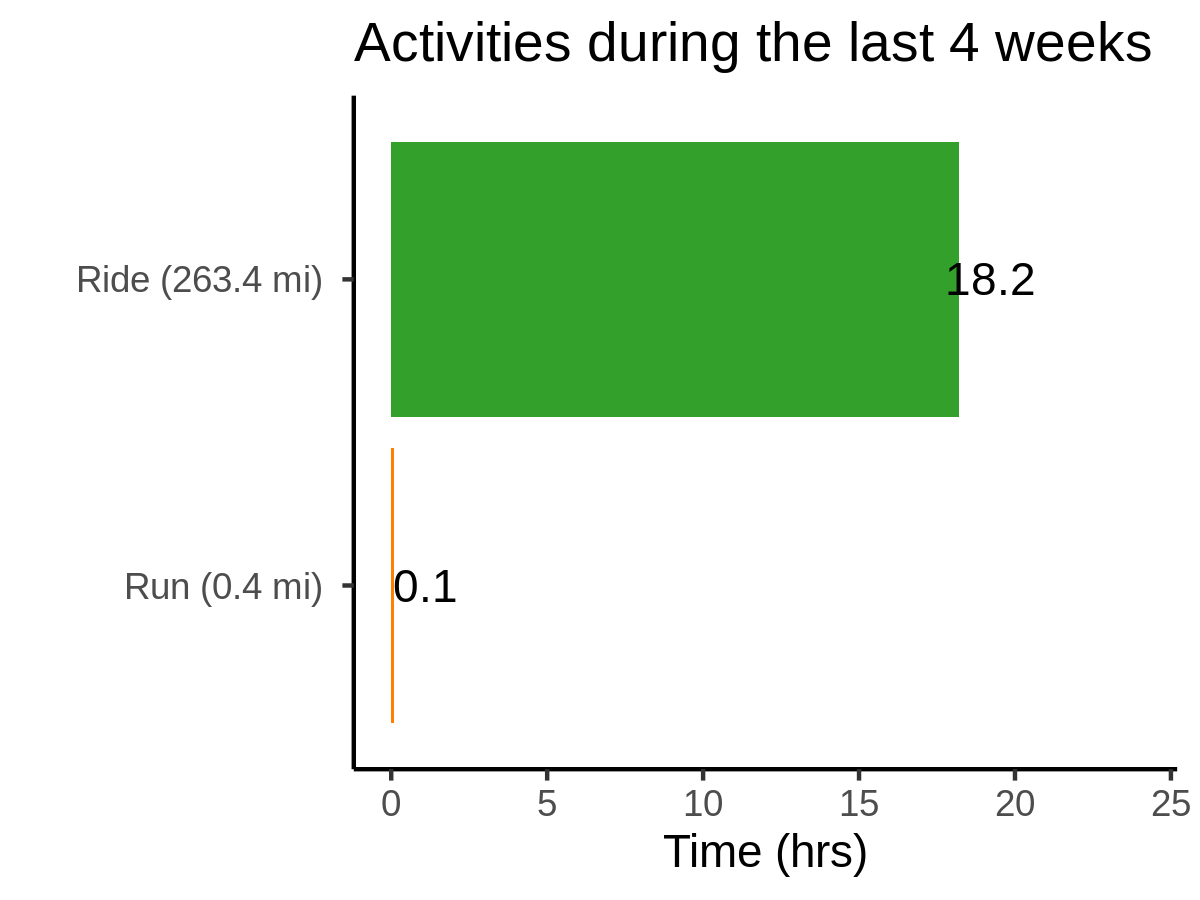 Activities during the last 4 weeks
Ride (263.4 mi)
18.2
Run (0.4 mi)
0.1
0 5 10 15 20 25
Time (hrs)